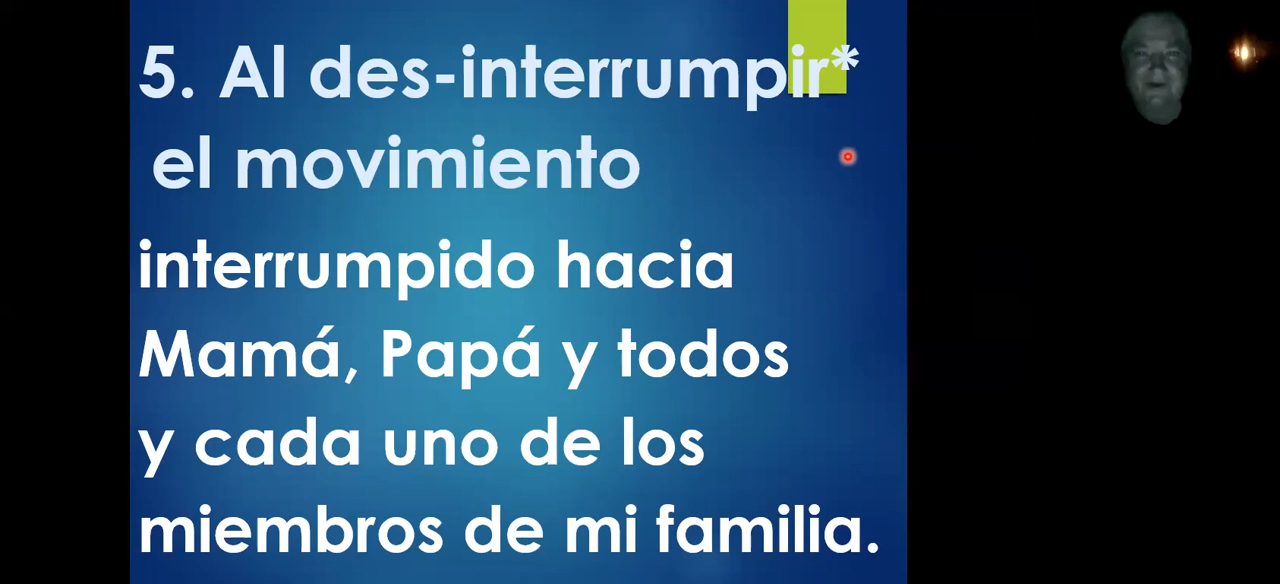 5. Al des-interrumpir*
el movimiento
interrumpido hacia
Mamá, Papá y todos
y cada uno de los
miembros de mi familia.